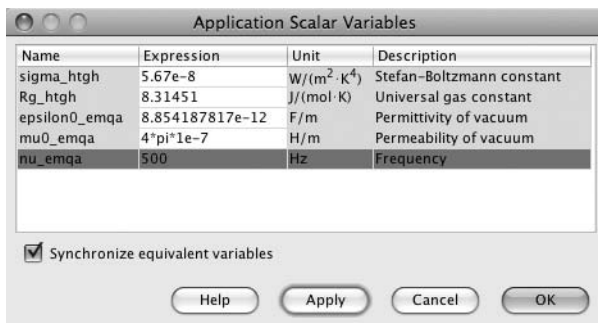 Application Scalar Variables
Name Expression Unit Description
sigma_htgh 5.67e-8 W/(m²·K⁴) Stefan-Boltzmann constant
Rg_htgh 8.31451 J/(mol·K) Universal gas constant
epsilon0_emqa 8.854187817e-12 F/m Permittivity of vacuum
mu0_emqa 4*pi*1e-7 H/m Permeability of vacuum
nu_emqa 500 Hz Frequency
Synchronize equivalent variables
Help Apply Cancel OK